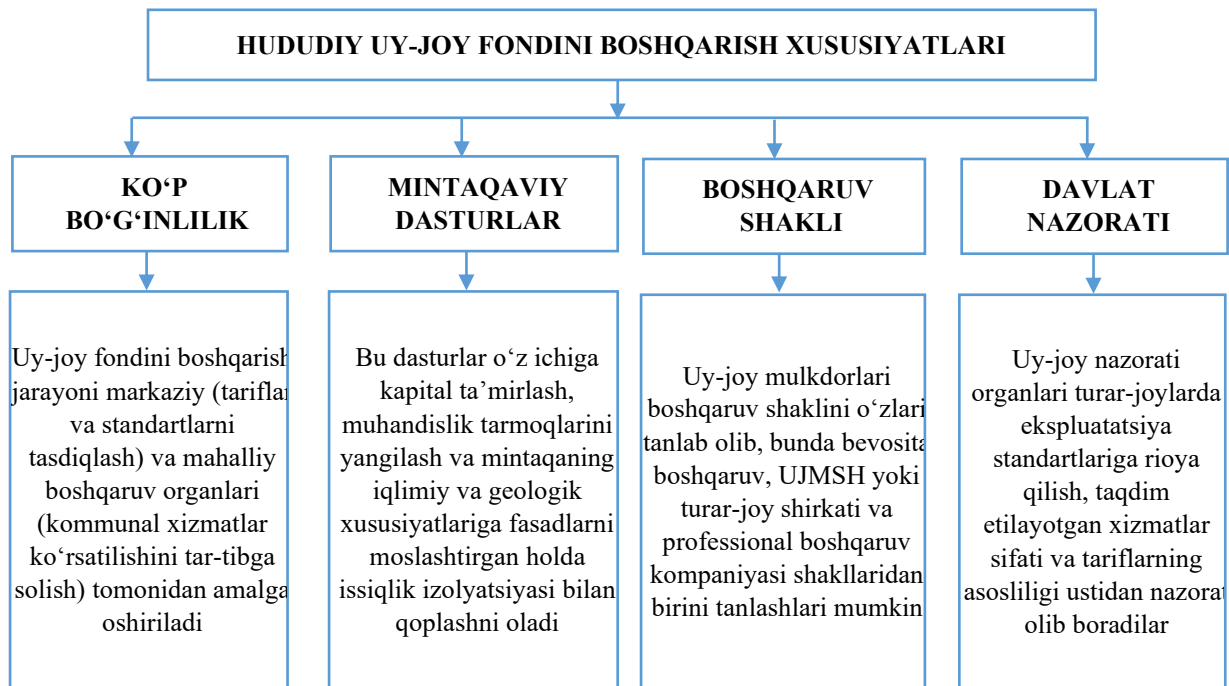 HUDUDIY UY-JOY FONDINI BOSHQARISH XUSUSIYATLARI
KO‘P
BO‘G‘INLILIK
Uy-joy fondini boshqarish
jarayoni markaziy (tariflar
va standartlarni
tasdiqlash) va mahalliy
boshqaruv organlari
(kommunal xizmatlar
ko‘rsatilishini tar-tibga
solish) tomonidan amalga
oshiriladi
MINTAQAVIY
DASTURLAR
Bu dasturlar o‘z ichiga
kapital ta’mirlash,
muhandislik tarmoqlarini
yangilash va mintaqaning
iqlimiy va geologik
xususiyatlariga fasadlarni
moslashtirgan holda
issiqlik izolyatsiyasi bilan
qoplashni oladi
BOSHQARUV
SHAKLI
Uy-joy mulkdorlari
boshqaruv shaklini o‘zlari
tanlab olib, bunda bevosita
boshqaruv, UJMSH yoki
turar-joy shirkati va
professional boshqaruv
kompaniyasi shakllaridan
birini tanlashlari mumkin
DAVLAT
NAZORATI
Uy-joy nazorati
organlari turar-joylarda
ekspluatatsiya
standartlariga rioya
qilish, taqdim
etilayotgan xizmatlar
sifati va tariflarning
asosliligi ustidan nazorat
olib boradilar